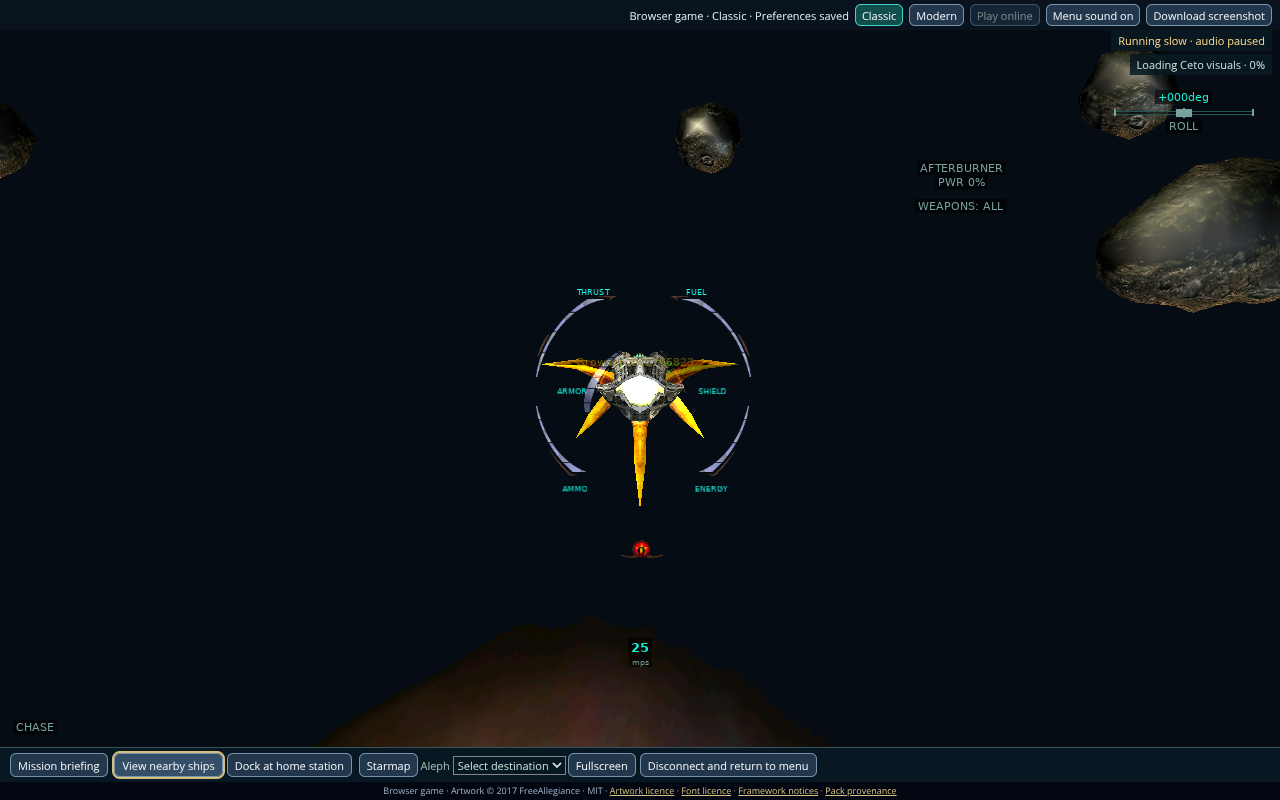 Browser game · Classic · Preferences saved
Classic
Modern
Play online
Menu sound on
Download screenshot
Running slow · audio paused
Loading Ceto visuals · 0%
+000deg
ROLL
AFTERBURNER
PWR 0%
WEAPONS: ALL
THRUST
FUEL
ARMOR
SHIELD
AMMO
ENERGY
25
mps
CHASE
Mission briefing
View nearby ships
Dock at home station
Starmap
Aleph
Select destination
Fullscreen
Disconnect and return to menu
Browser game · Artwork © 2017 FreeAllegiance · MIT · Artwork licence · Font licence · Framework notices · Pack provenance